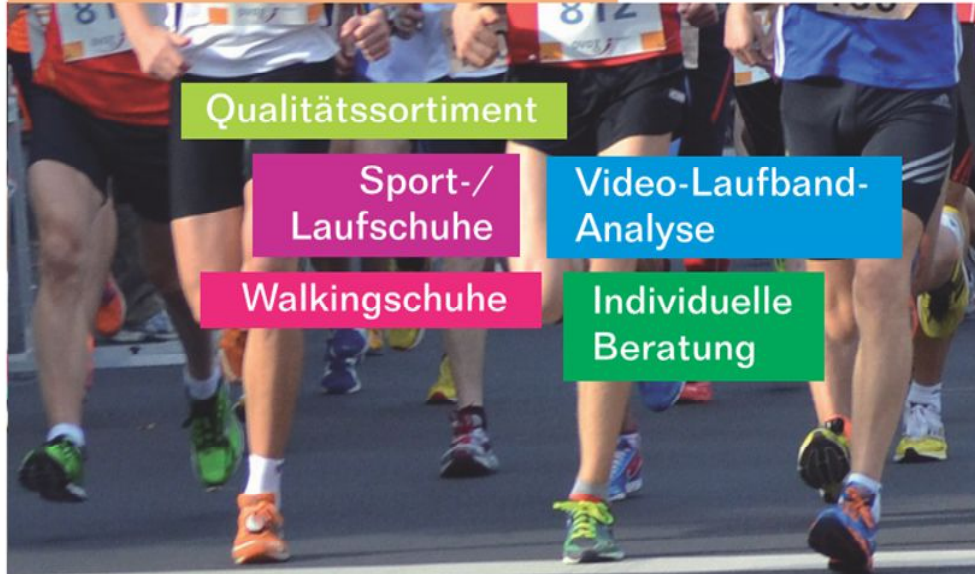 812
Qualitätssortiment
Sport-/
Laufschuhe
Video-Laufband-
Analyse
Walkingschuhe
Individuelle
Beratung